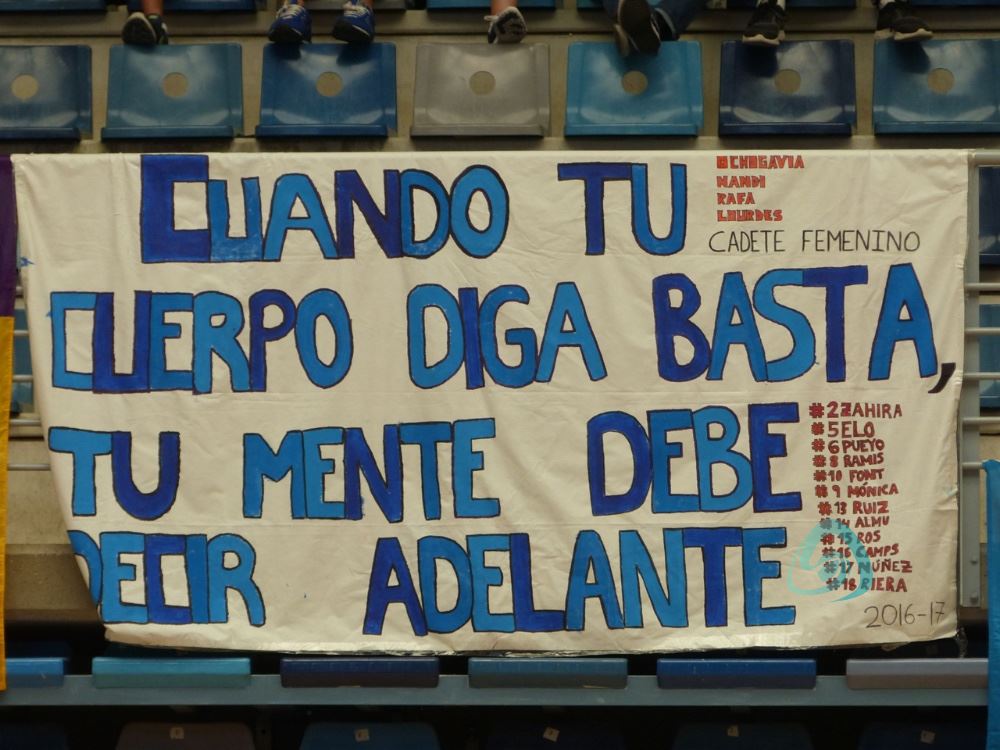 CUANDO TU
OCHOGAVIA
NANDI
RAFA
LOURDES
CADETE FEMENINO
CUERPO DIGA BASTA,
TU MENTE DEBE
DECIR ADELANTE
#2 ZAHIRA
#5 ELO
#6 PUEYO
#8 RAMIS
#10 FONT
#9 MÓNICA
#13 RUIZ
#14 ALMU
#15 ROS
#16 CAMPS
#17 NÚÑEZ
#18 RIERA
2016-17